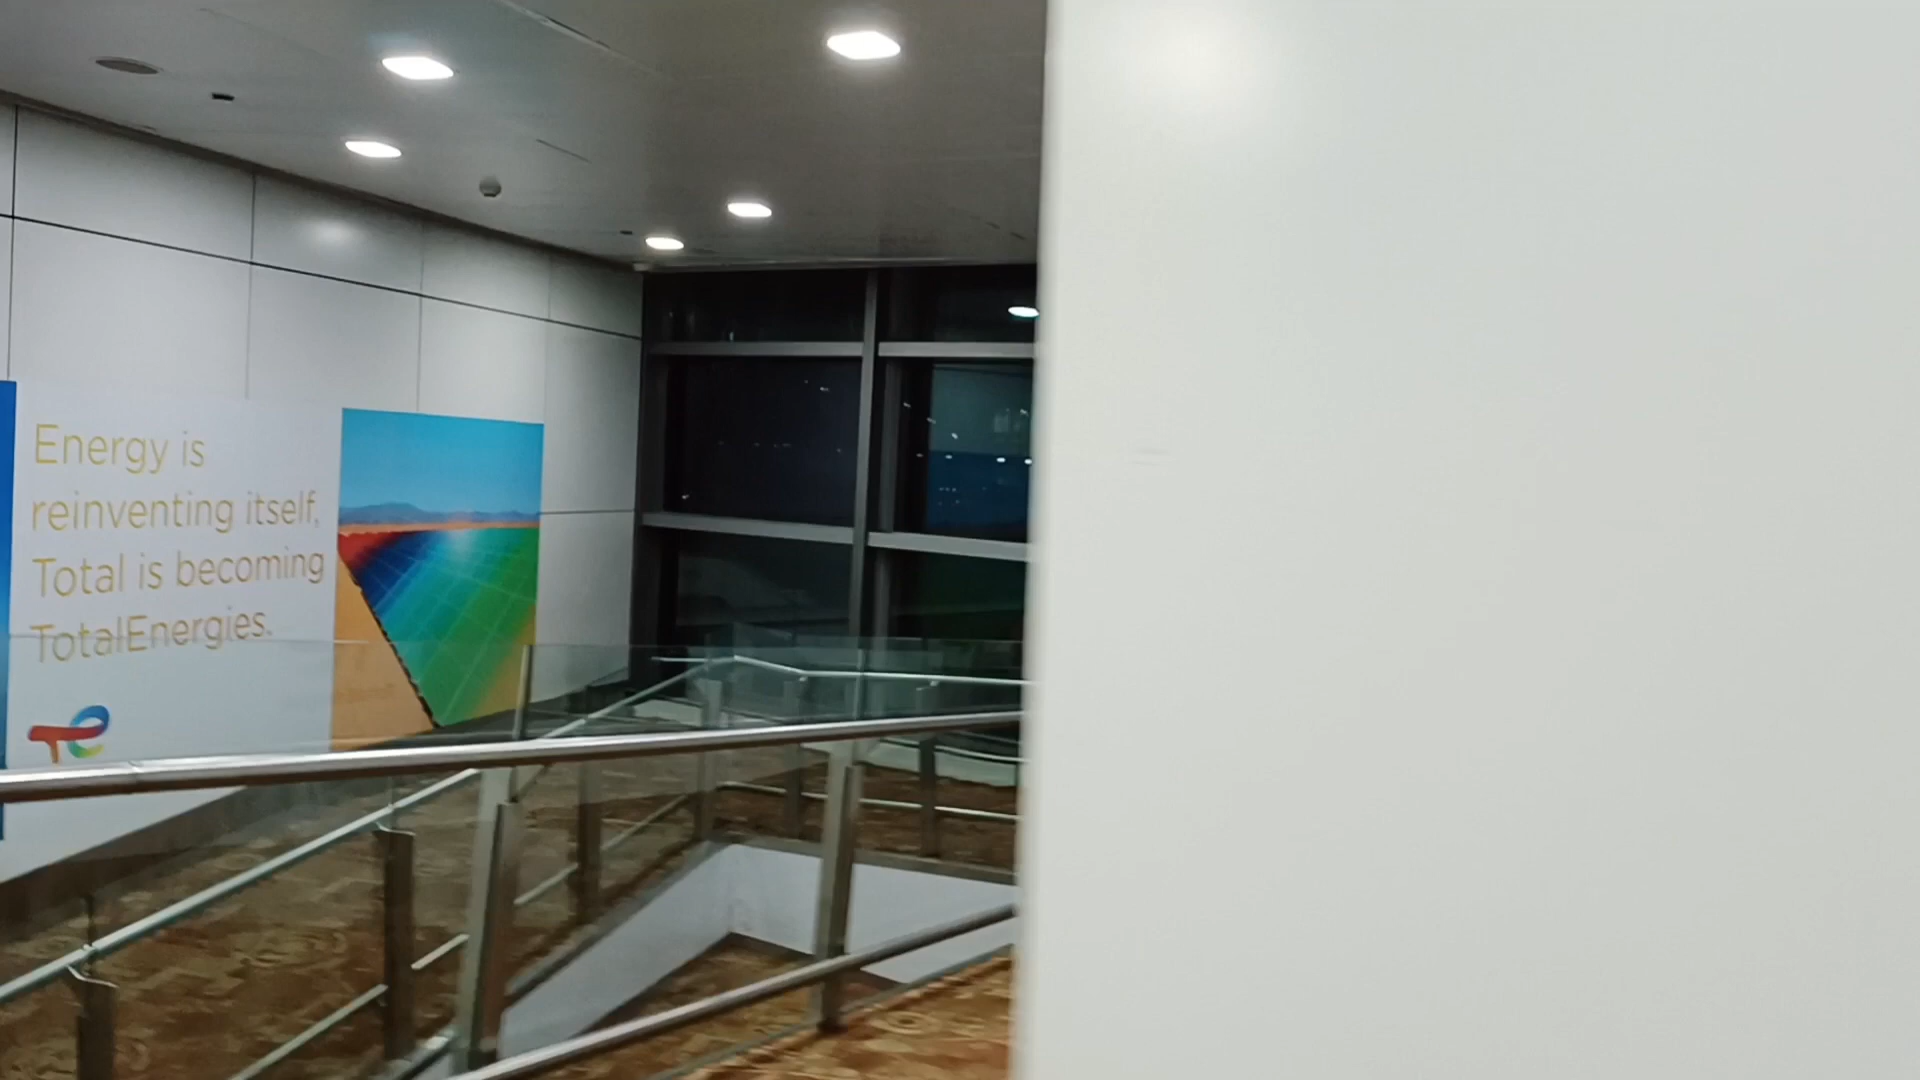 Energy is
reinventing itself,
Total is becoming
TotalEnergies.